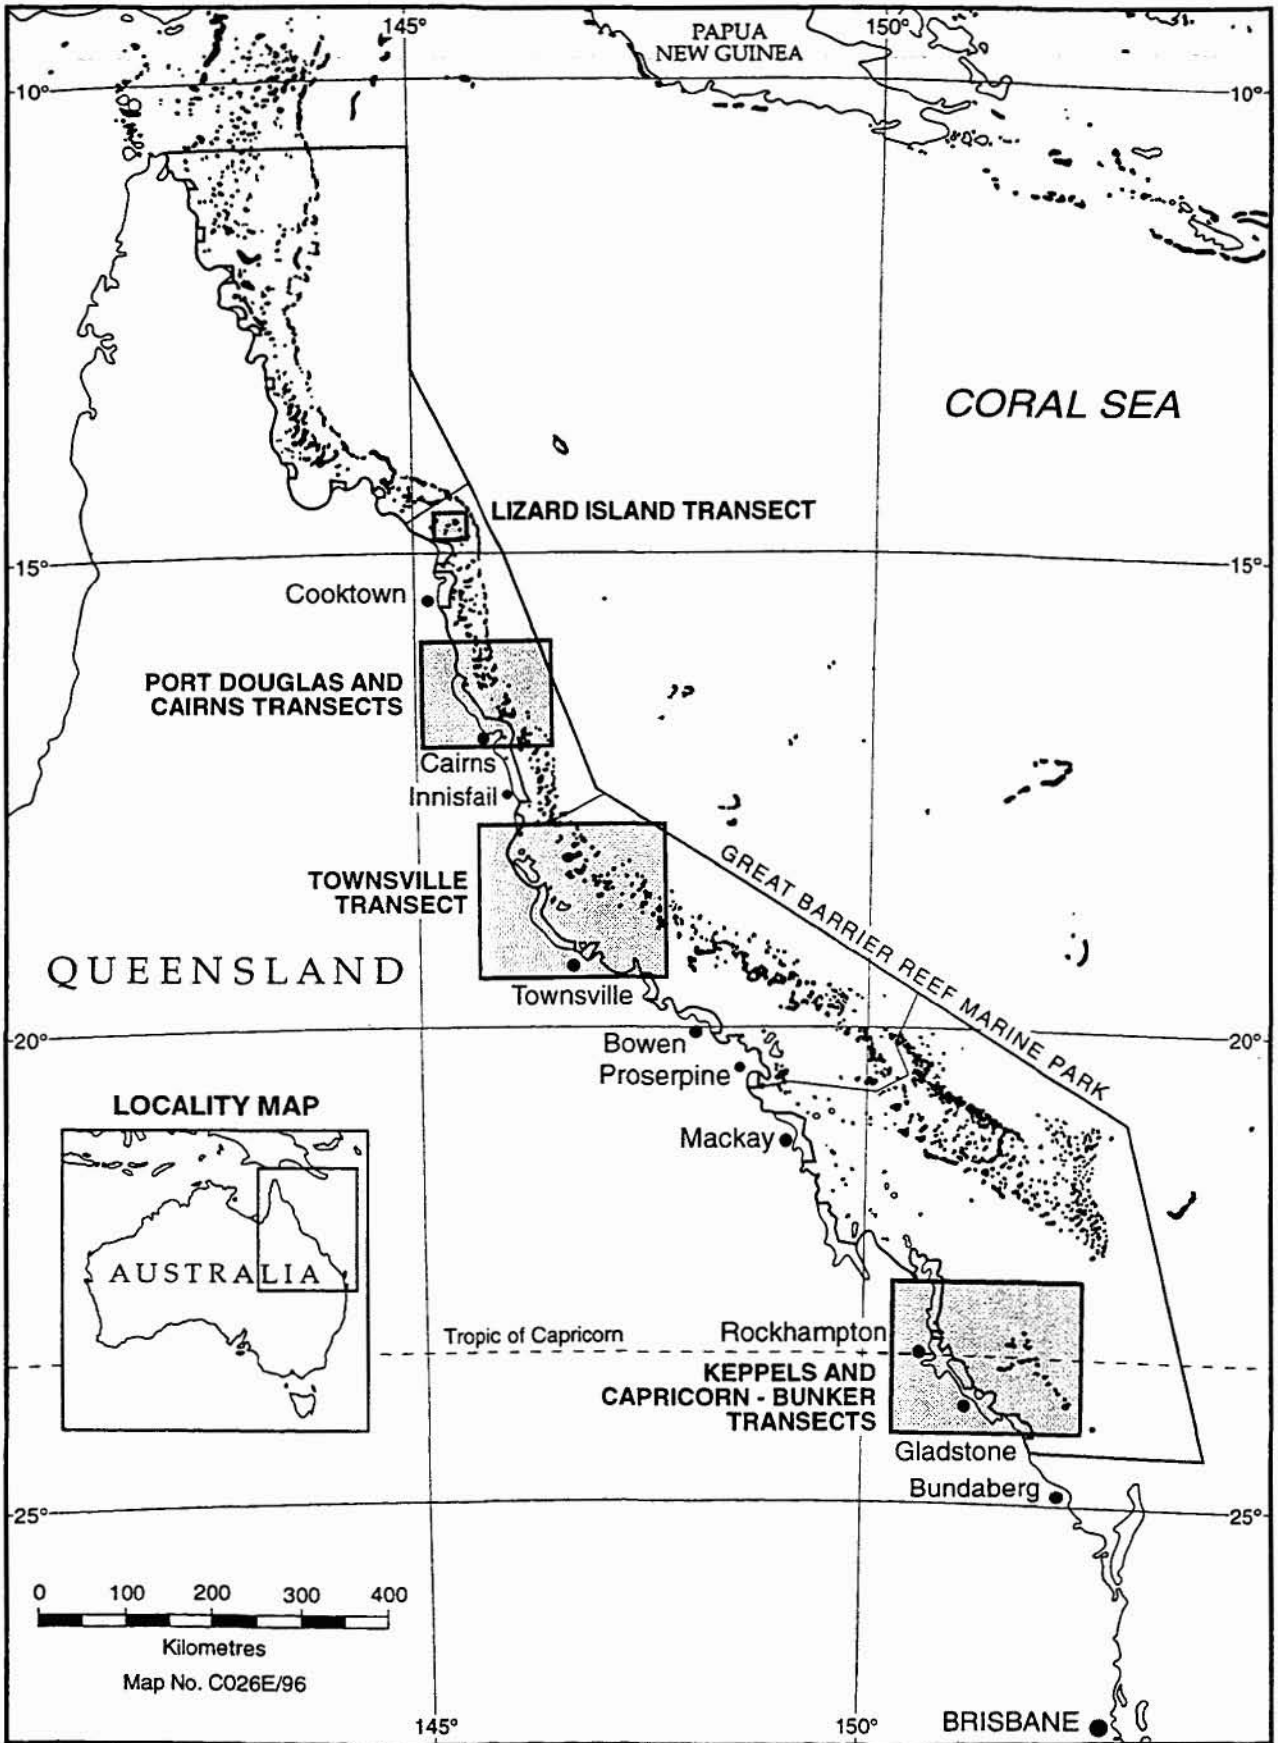 145°
150°
PAPUA
NEW GUINEA
10°
10°
CORAL SEA
LIZARD ISLAND TRANSECT
15°
15°
Cooktown
PORT DOUGLAS AND
CAIRNS TRANSECTS
Cairns
Innisfail
GREAT BARRIER REEF MARINE PARK
TOWNSVILLE
TRANSECT
QUEENSLAND
Townsville
20°
20°
Bowen
Proserpine
LOCALITY MAP
Mackay
AUSTRALIA
Tropic of Capricorn
Rockhampton
KEPPELS AND
CAPRICORN - BUNKER
TRANSECTS
Gladstone
Bundaberg
25°
25°
0 100 200 300 400
Kilometres
Map No. C026E/96
145°
150°
BRISBANE